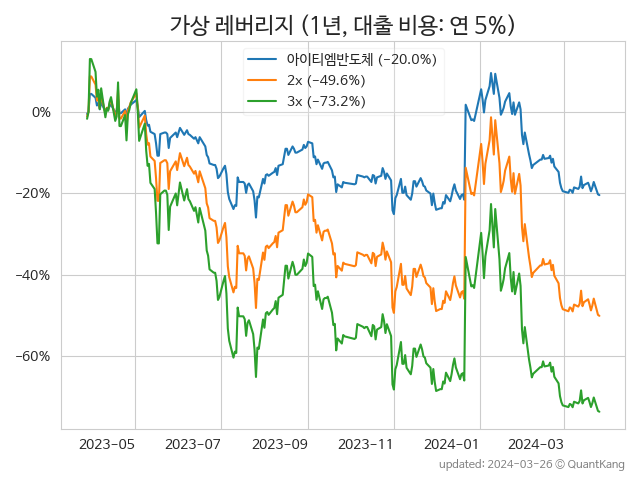 가상 레버리지 (1년, 대출 비용: 연 5%)
아이티엠반도체 (−20.0%)
2x (−49.6%)
3x (−73.2%)
0%
−20%
−40%
−60%
2023-05 2023-07 2023-09 2023-11 2024-01 2024-03
updated: 2024-03-26 © QuantKang